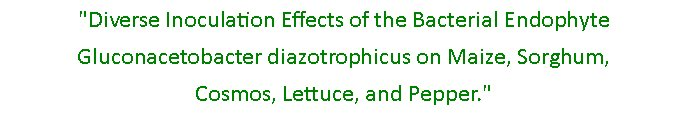 "Diverse Inoculation Effects of the Bacterial Endophyte
Gluconacetobacter diazotrophicus on Maize, Sorghum,
Cosmos, Lettuce, and Pepper."